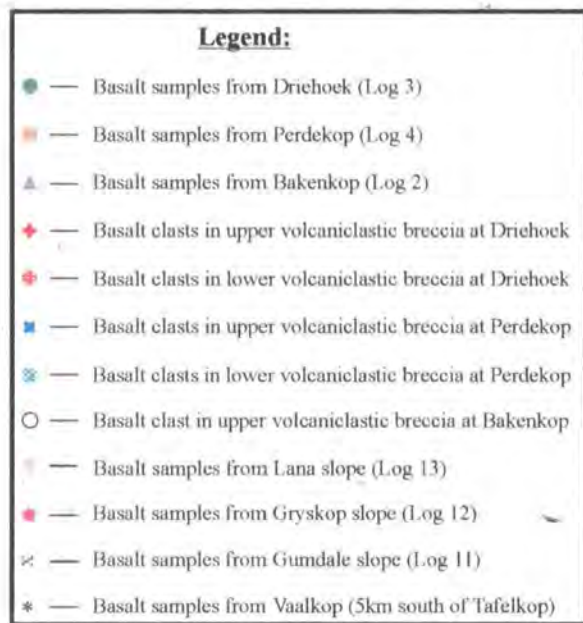 Legend:
— Basalt samples from Driehoek (Log 3)
— Basalt samples from Perdekop (Log 4)
— Basalt samples from Bakenkop (Log 2)
— Basalt clasts in upper volcaniclastic breccia at Driehoek
— Basalt clasts in lower volcaniclastic breccia at Driehoek
— Basalt clasts in upper volcaniclastic breccia at Perdekop
— Basalt clasts in lower volcaniclastic breccia at Perdekop
— Basalt clast in upper volcaniclastic breccia at Bakenkop
— Basalt samples from Lana slope (Log 13)
— Basalt samples from Gryskop slope (Log 12)
— Basalt samples from Gumdale slope (Log 11)
* — Basalt samples from Vaalkop (5km south of Tafelkop)